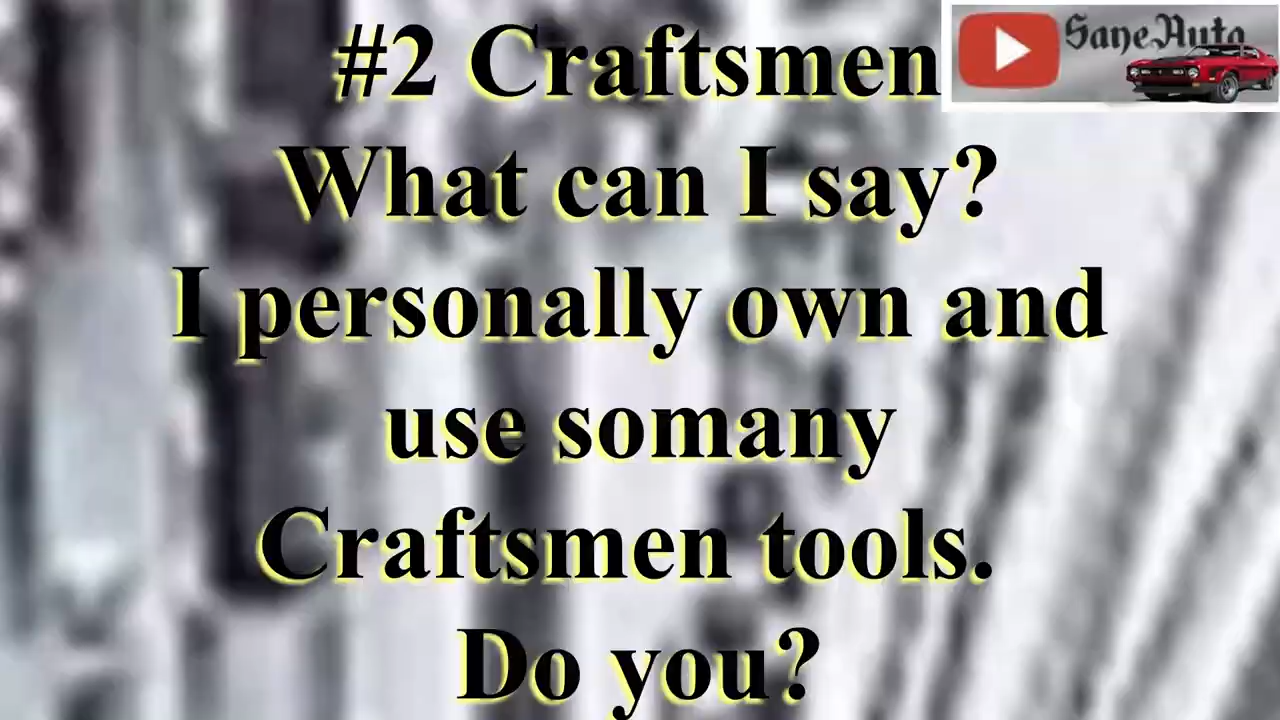 #2 Craftsmen
SaneAuto
What can I say?
I personally own and
use somany
Craftsmen tools.
Do you?